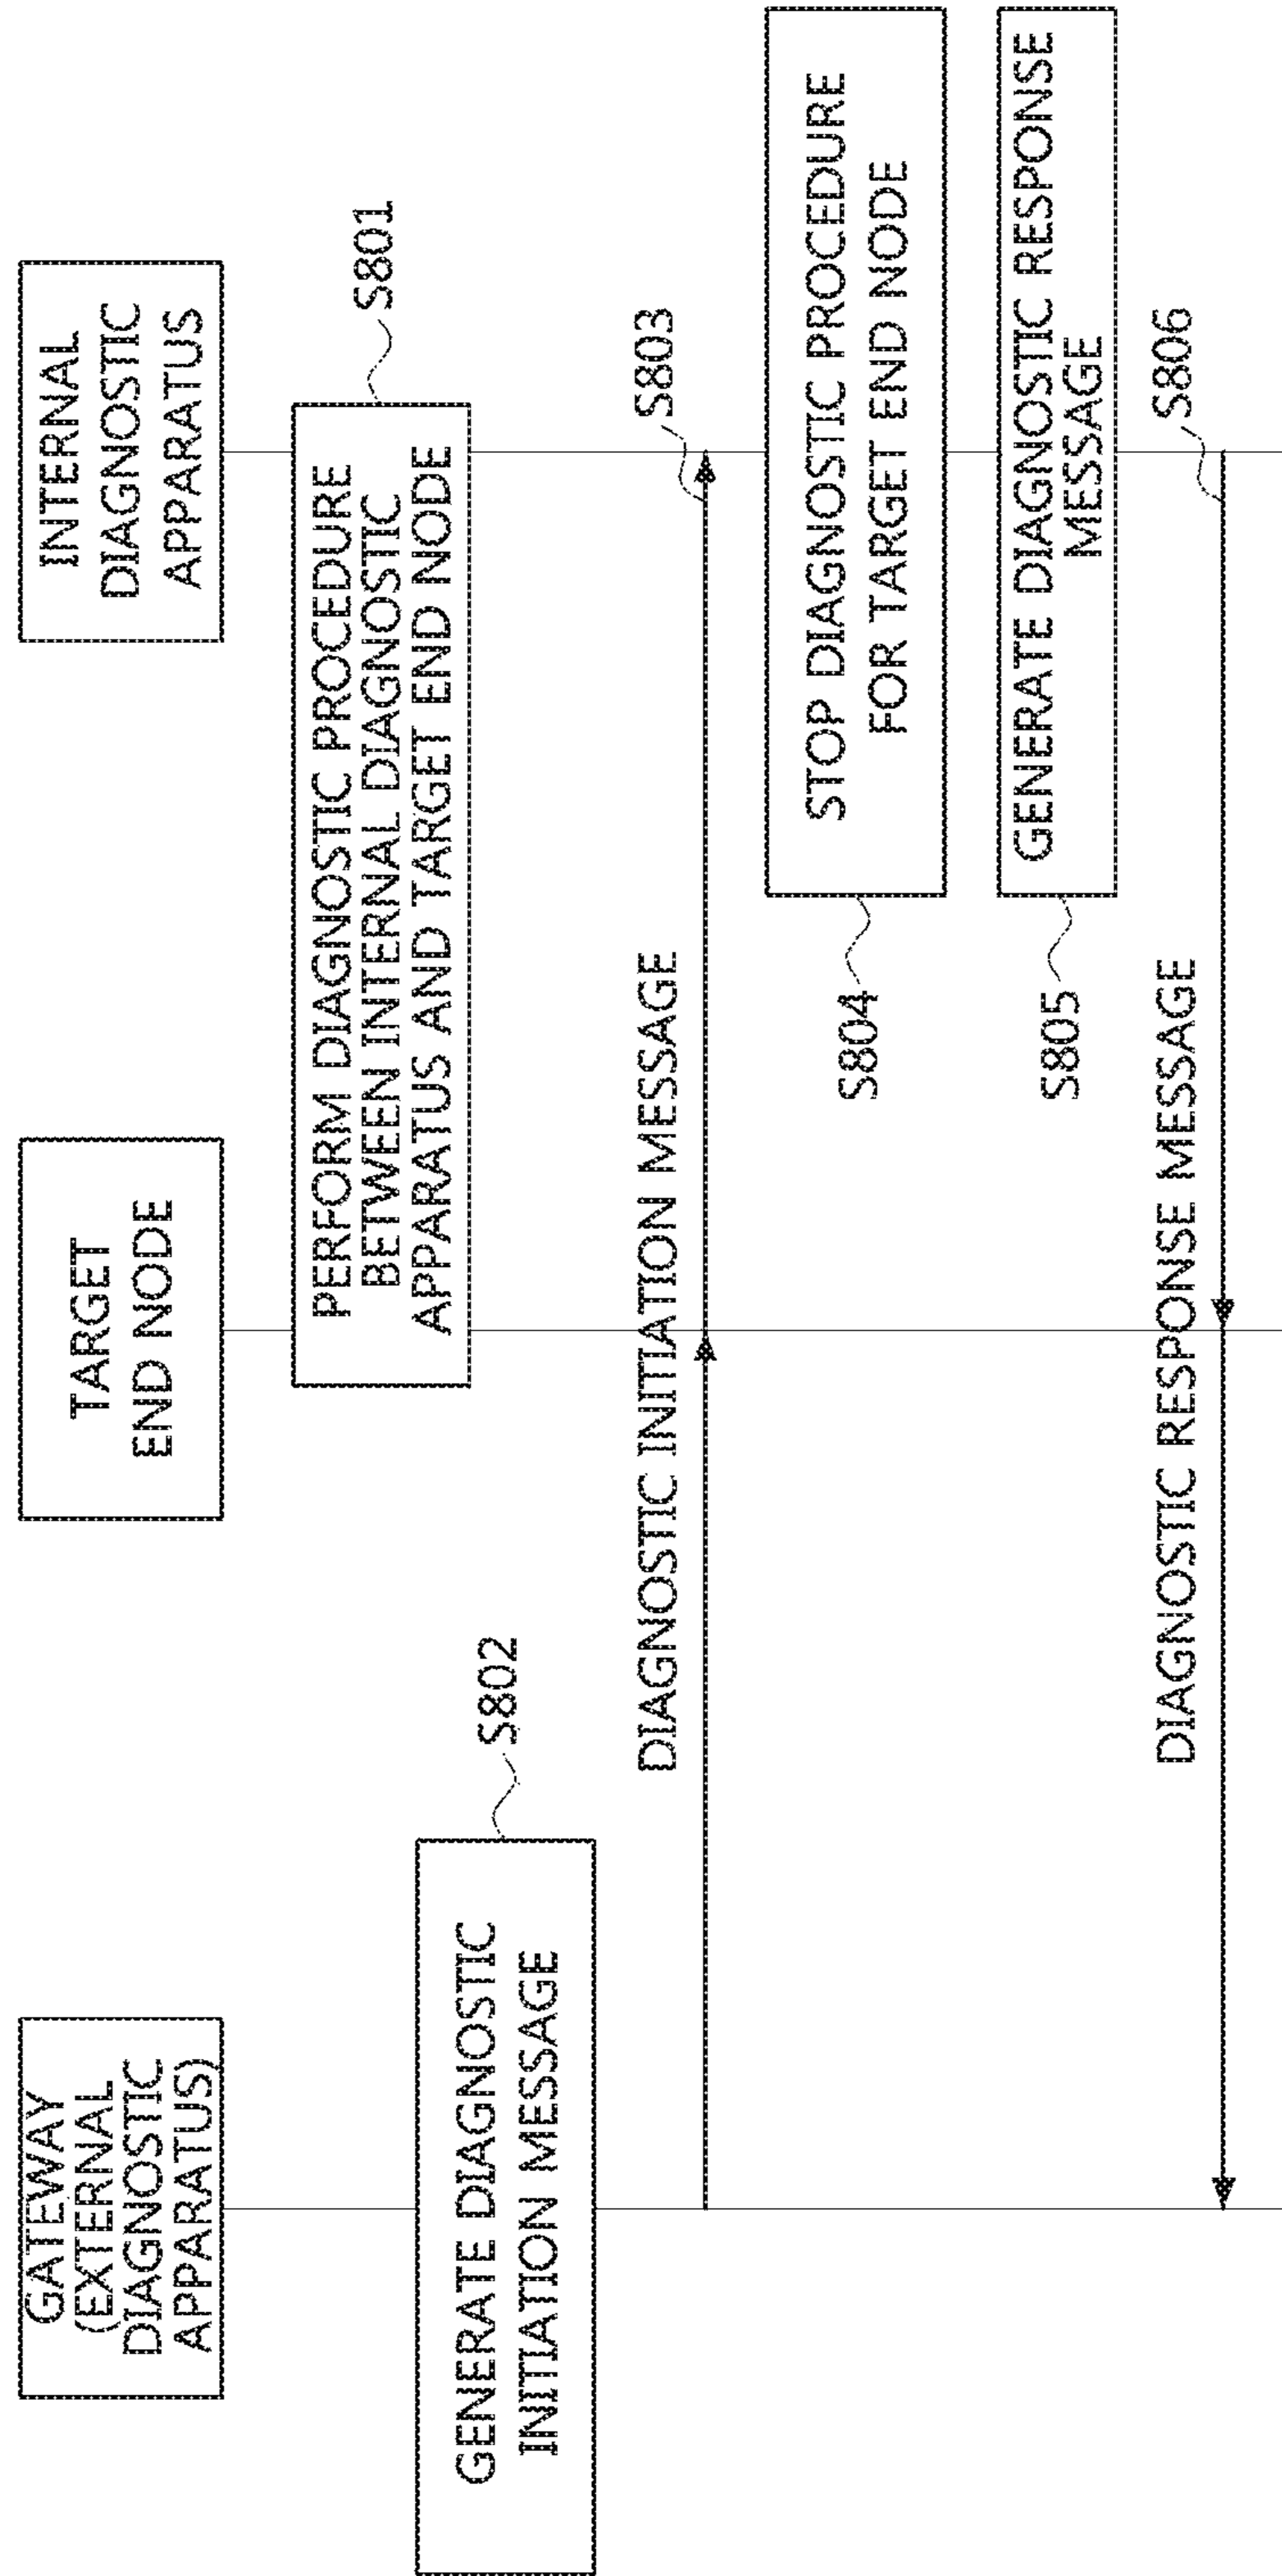 GATEWAY
(EXTERNAL
DIAGNOSTIC
APPARATUS)
TARGET
END NODE
INTERNAL
DIAGNOSTIC
APPARATUS
PERFORM DIAGNOSTIC PROCEDURE
BETWEEN INTERNAL DIAGNOSTIC
APPARATUS AND TARGET END NODE
S801
GENERATE DIAGNOSTIC
INITIATION MESSAGE
S802
DIAGNOSTIC INITIATION MESSAGE
S803
S804
STOP DIAGNOSTIC PROCEDURE
FOR TARGET END NODE
S805
GENERATE DIAGNOSTIC RESPONSE
MESSAGE
DIAGNOSTIC RESPONSE MESSAGE
S806